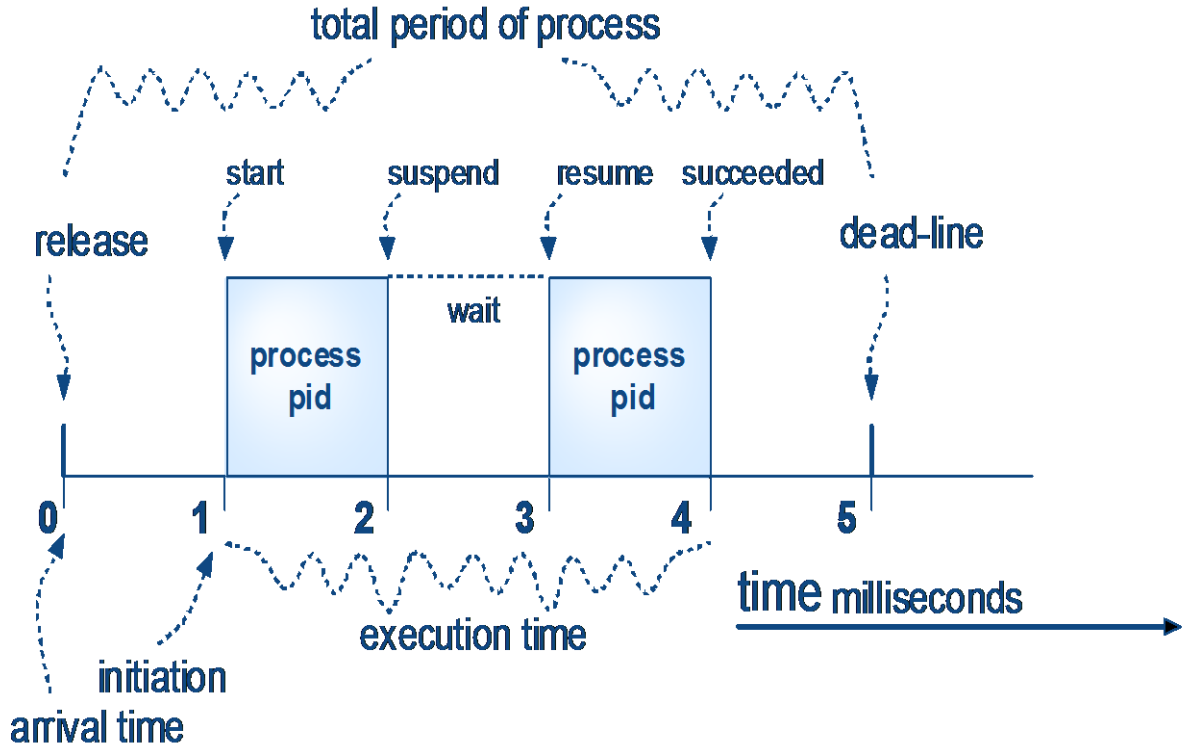 total period of process
start
suspend
resume
succeeded
release
dead-line
wait
process
pid
process
pid
0
1
2
3
4
5
time milliseconds
execution time
initiation
arrival time